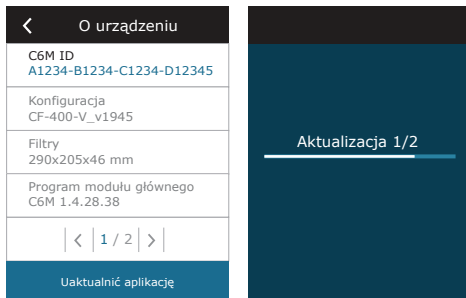 O urządzeniu
C6M ID
A1234-B1234-C1234-D12345
Konfiguracja
CF-400-V_v1945
Filtry
290x205x46 mm
Program modułu głównego
C6M 1.4.28.38
1 / 2
Uaktualnić aplikację
Aktualizacja 1/2